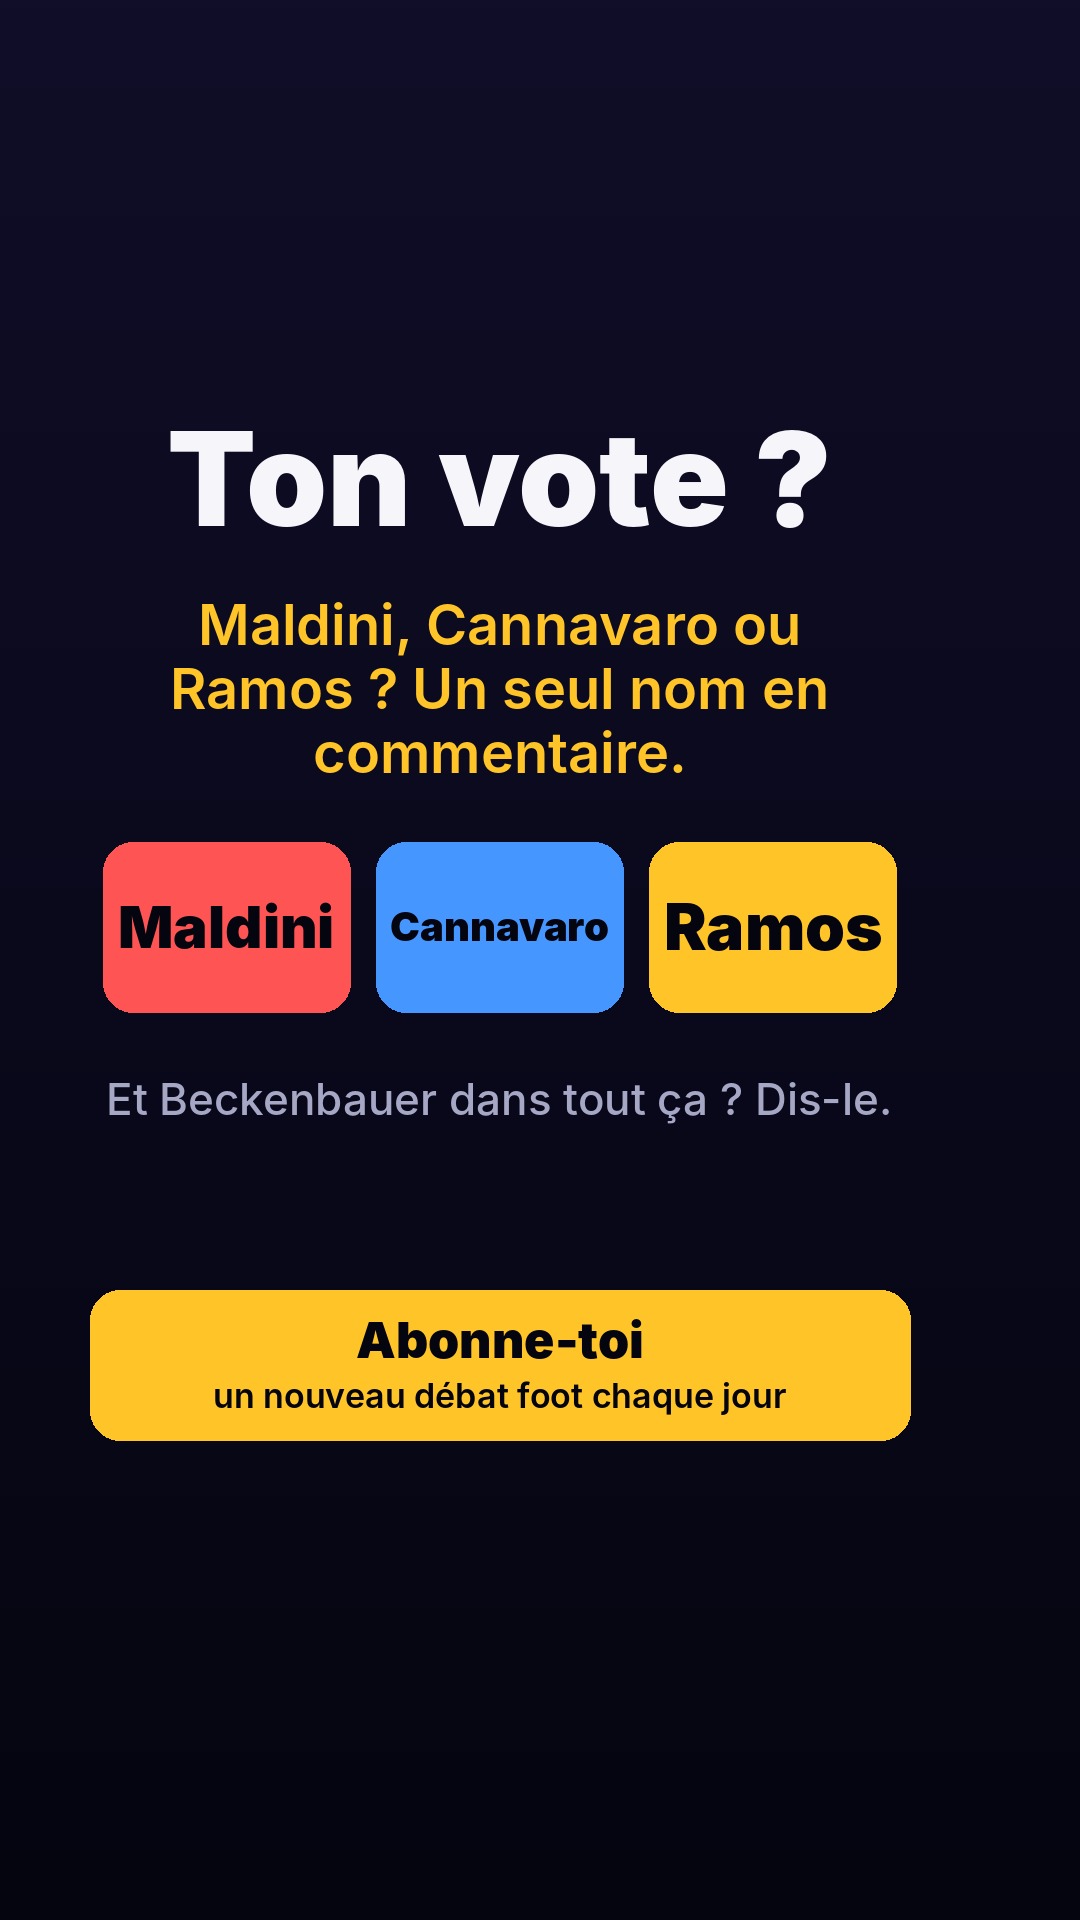 Ton vote ?
Maldini, Cannavaro ou
Ramos ? Un seul nom en
commentaire.
Maldini
Cannavaro
Ramos
Et Beckenbauer dans tout ça ? Dis-le.
Abonne-toi
un nouveau débat foot chaque jour